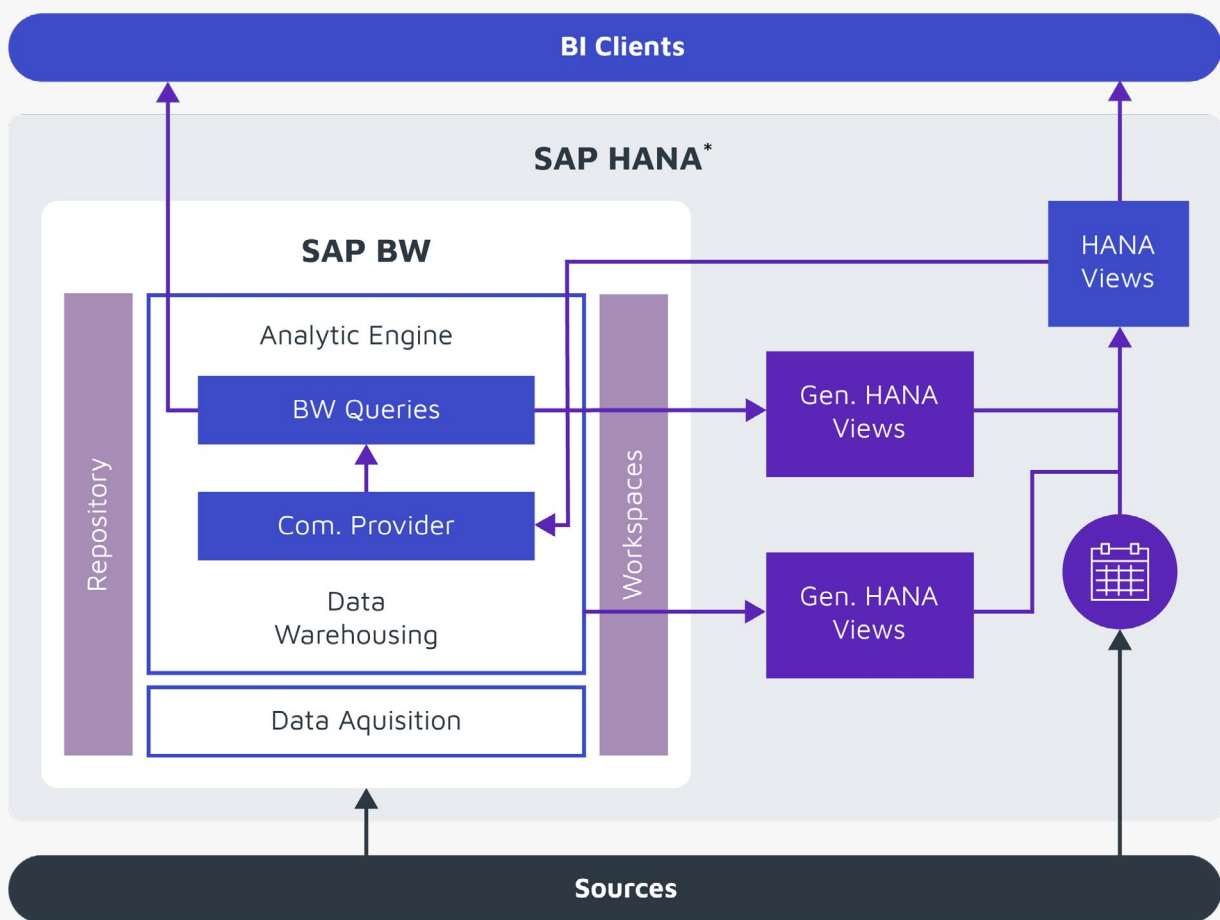 BI Clients
SAP HANA*
SAP BW
HANA
Views
Analytic Engine
BW Queries
Gen. HANA
Views
Repository
Com. Provider
Workspaces
Data
Warehousing
Gen. HANA
Views
Data Aquisition
Sources